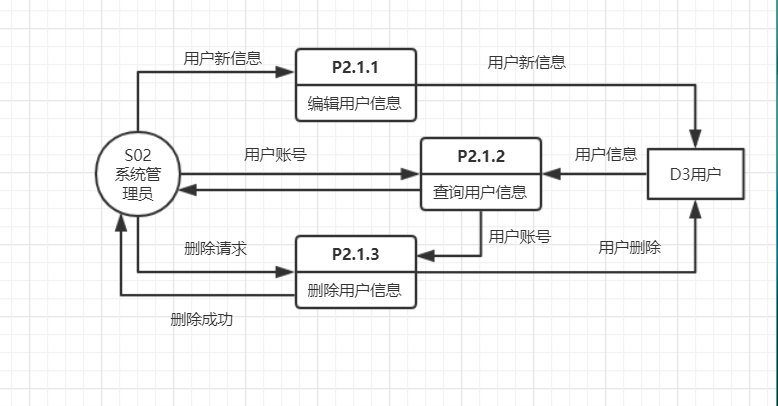 用户新信息
P2.1.1
编辑用户信息
用户新信息
S02
系统管
理员
用户账号
P2.1.2
查询用户信息
用户信息
D3用户
用户账号
删除请求
P2.1.3
删除用户信息
用户删除
删除成功